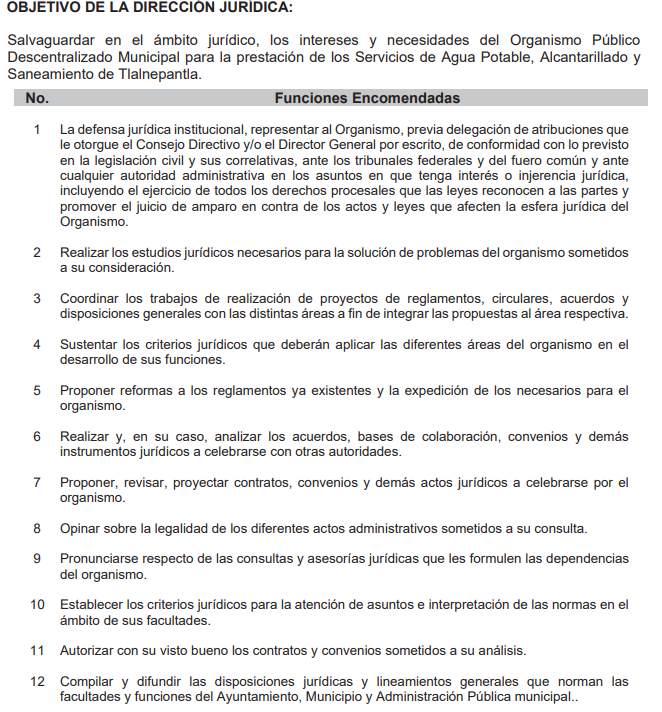 OBJETIVO DE LA DIRECCIÓN JURÍDICA:
Salvaguardar en el ámbito jurídico, los intereses y necesidades del Organismo Público
Descentralizado Municipal para la prestación de los Servicios de Agua Potable, Alcantarillado y
Saneamiento de Tlalnepantla.
No. Funciones Encomendadas
1 La defensa jurídica institucional, representar al Organismo, previa delegación de atribuciones que
le otorgue el Consejo Directivo y/o el Director General por escrito, de conformidad con lo previsto
en la legislación civil y sus correlativas, ante los tribunales federales y del fuero común y ante
cualquier autoridad administrativa en los asuntos en que tenga interés o injerencia jurídica,
incluyendo el ejercicio de todos los derechos procesales que las leyes reconocen a las partes y
promover el juicio de amparo en contra de los actos y leyes que afecten la esfera jurídica del
Organismo.
2 Realizar los estudios jurídicos necesarios para la solución de problemas del organismo sometidos
a su consideración.
3 Coordinar los trabajos de realización de proyectos de reglamentos, circulares, acuerdos y
disposiciones generales con las distintas áreas a fin de integrar las propuestas al área respectiva.
4 Sustentar los criterios jurídicos que deberán aplicar las diferentes áreas del organismo en el
desarrollo de sus funciones.
5 Proponer reformas a los reglamentos ya existentes y la expedición de los necesarios para el
organismo.
6 Realizar y, en su caso, analizar los acuerdos, bases de colaboración, convenios y demás
instrumentos jurídicos a celebrarse con otras autoridades.
7 Proponer, revisar, proyectar contratos, convenios y demás actos jurídicos a celebrarse por el
organismo.
8 Opinar sobre la legalidad de los diferentes actos administrativos sometidos a su consulta.
9 Pronunciarse respecto de las consultas y asesorías jurídicas que les formulen las dependencias
del organismo.
10 Establecer los criterios jurídicos para la atención de asuntos e interpretación de las normas en el
ámbito de sus facultades.
11 Autorizar con su visto bueno los contratos y convenios sometidos a su análisis.
12 Compilar y difundir las disposiciones jurídicas y lineamientos generales que norman las
facultades y funciones del Ayuntamiento, Municipio y Administración Pública municipal..